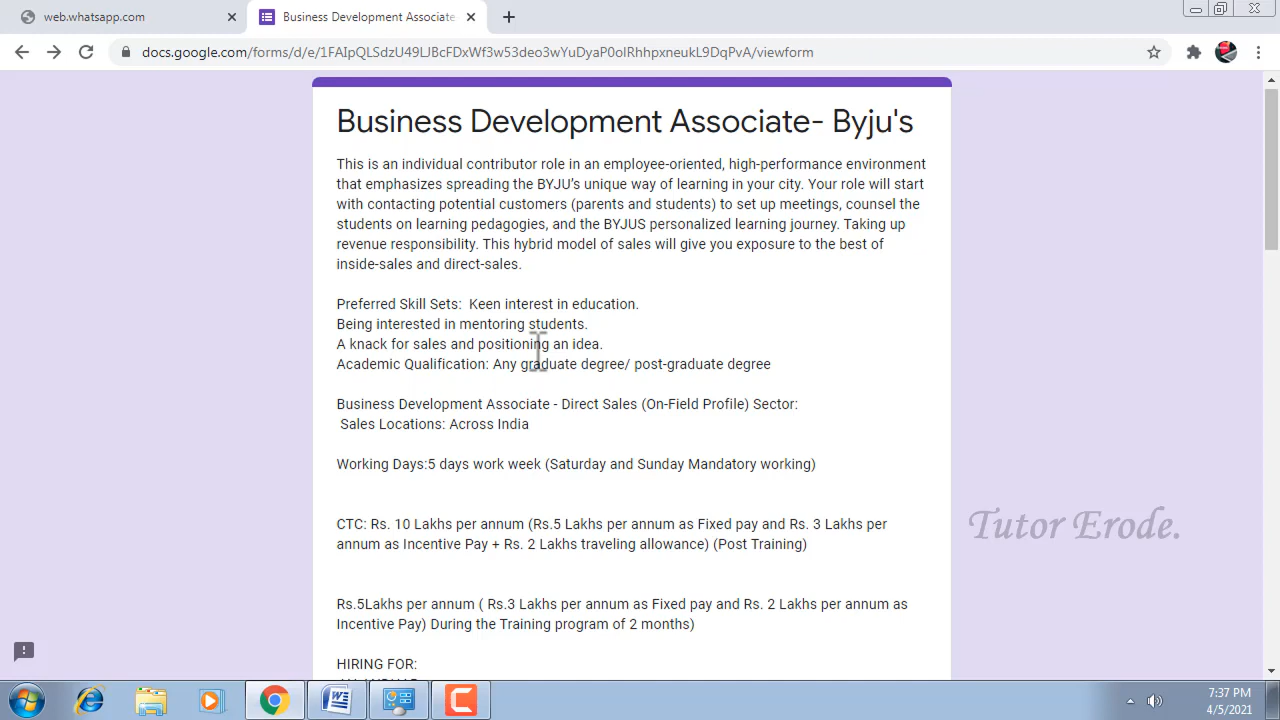 web.whatsapp.com
Business Development Associate
docs.google.com/forms/d/e/1FAIpQLSdzU49LJBcFDxWf3w53deo3wYuDyaP0olRhhpxneukL9DqPvA/viewform
Business Development Associate- Byju's
This is an individual contributor role in an employee-oriented, high-performance environment
that emphasizes spreading the BYJU's unique way of learning in your city. Your role will start
with contacting potential customers (parents and students) to set up meetings, counsel the
students on learning pedagogies, and the BYJUS personalized learning journey. Taking up
revenue responsibility. This hybrid model of sales will give you exposure to the best of
inside-sales and direct-sales.
Preferred Skill Sets:  Keen interest in education.
Being interested in mentoring students.
A knack for sales and positioning an idea.
Academic Qualification: Any graduate degree/ post-graduate degree
Business Development Associate - Direct Sales (On-Field Profile) Sector:
Sales Locations: Across India
Working Days:5 days work week (Saturday and Sunday Mandatory working)
CTC: Rs. 10 Lakhs per annum (Rs.5 Lakhs per annum as Fixed pay and Rs. 3 Lakhs per
annum as Incentive Pay + Rs. 2 Lakhs traveling allowance) (Post Training)
Tutor Erode.
Rs.5Lakhs per annum ( Rs.3 Lakhs per annum as Fixed pay and Rs. 2 Lakhs per annum as
Incentive Pay) During the Training program of 2 months)
HIRING FOR:
7:37 PM
4/5/2021